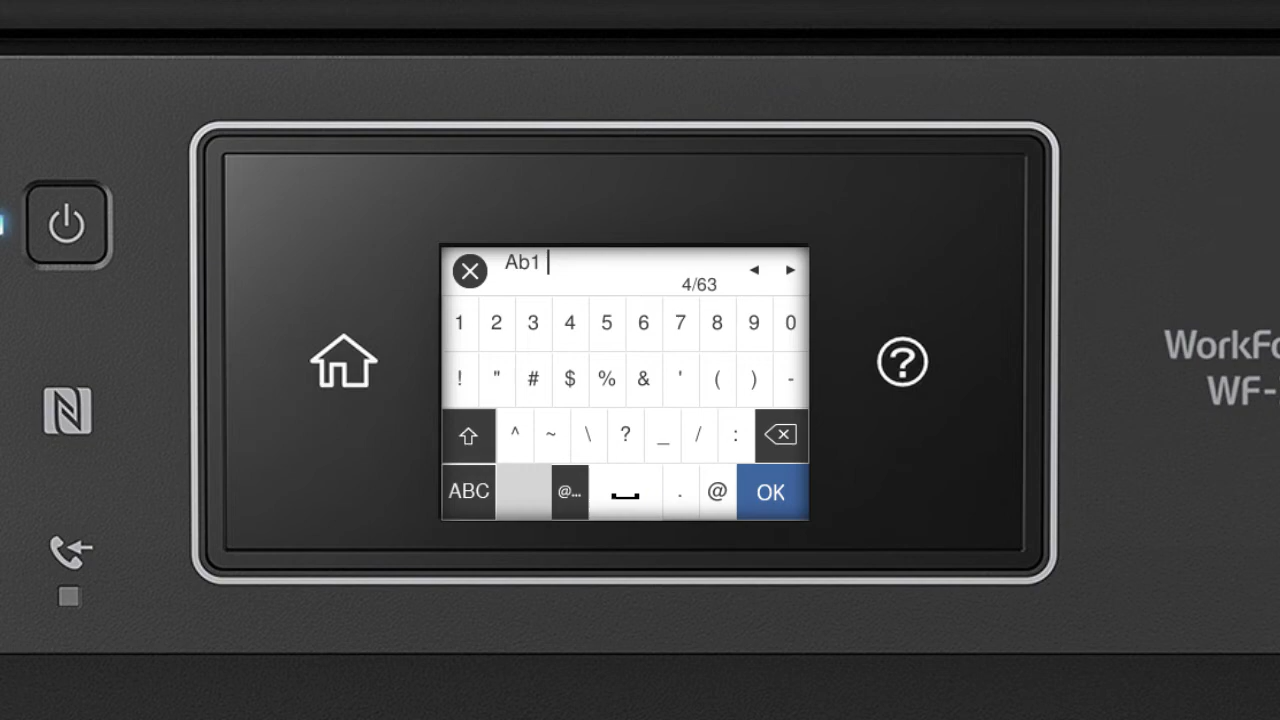 Ab1
4/63
1 2 3 4 5 6 7 8 9 0
! " # $ % & ' ( ) -
^ ~ \ ? _ / :
ABC @... . @ OK
WorkFo
WF-